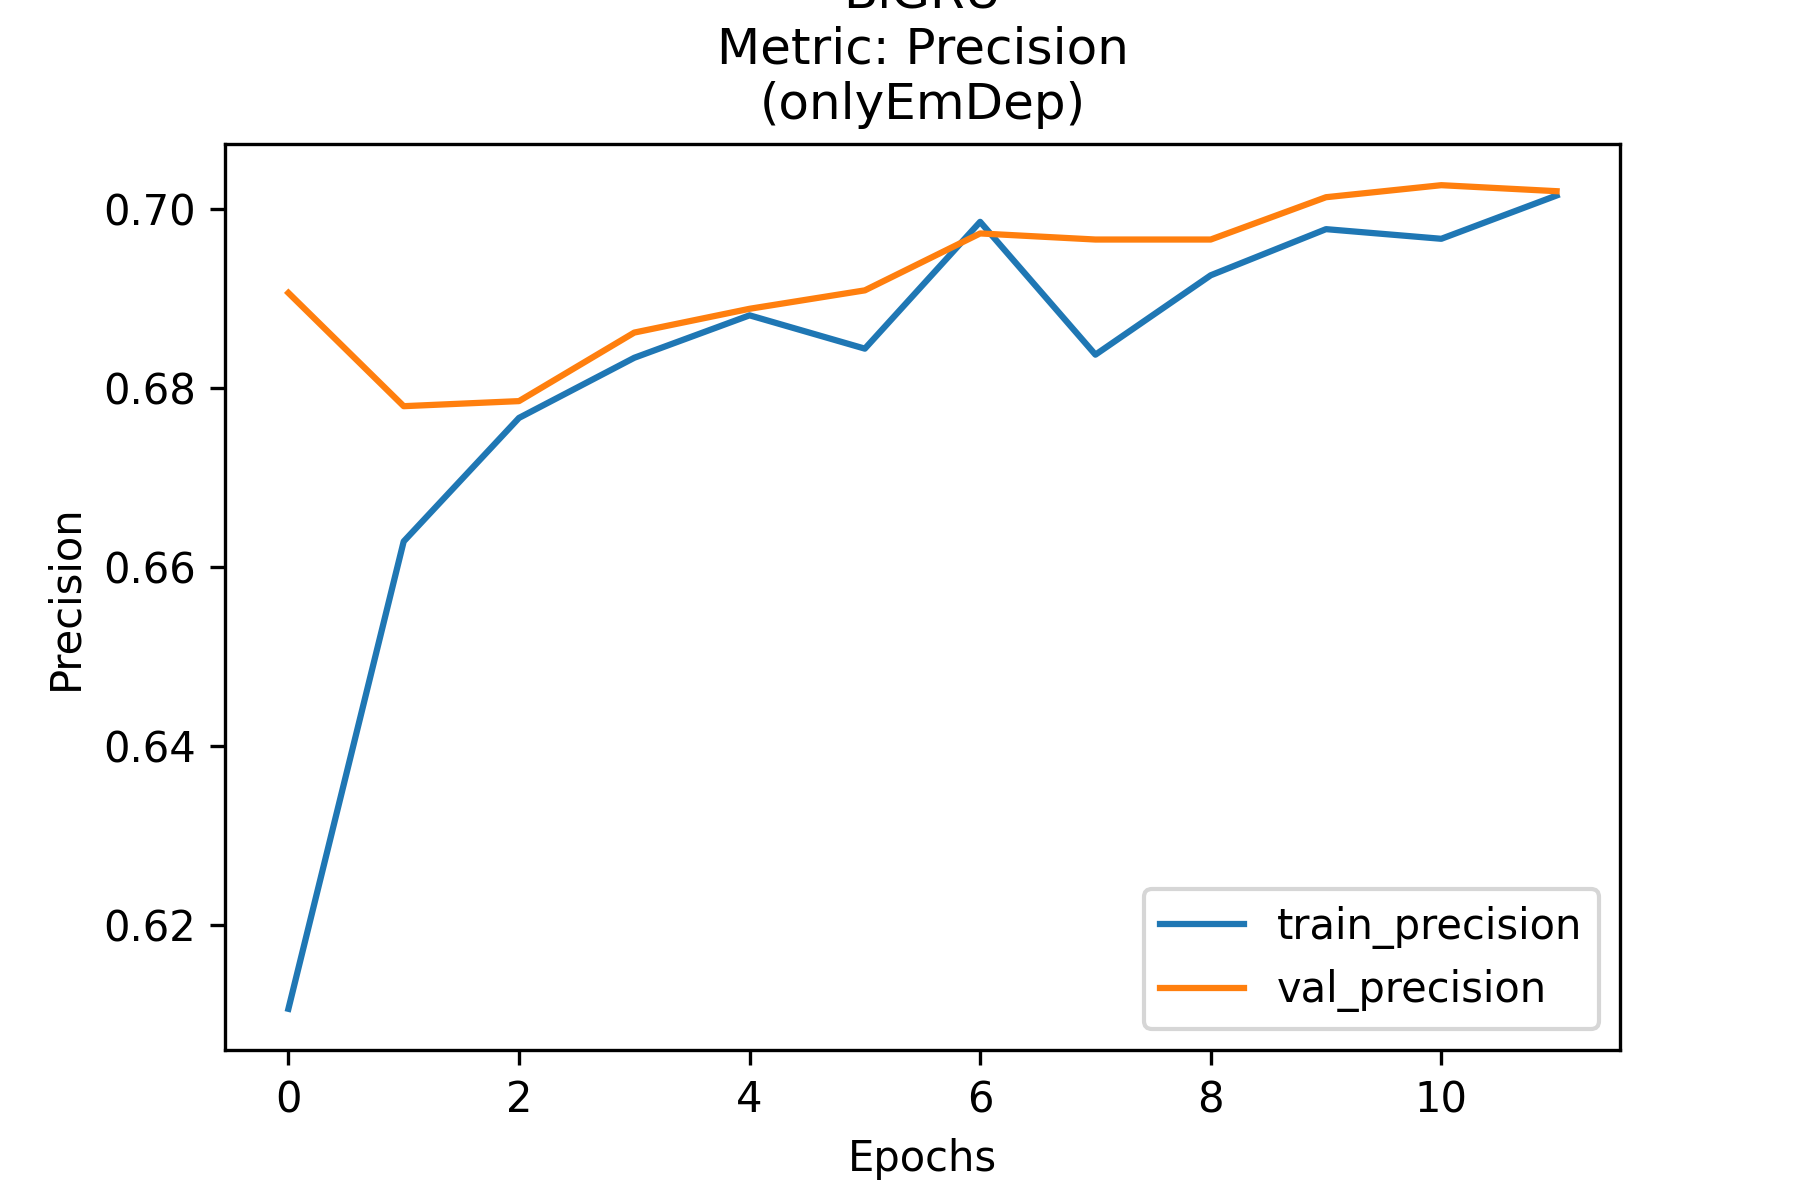 BiGRU
Metric: Precision
(onlyEmDep)
Precision
0.70
0.68
0.66
0.64
0.62
0 2 4 6 8 10
Epochs
train_precision
val_precision